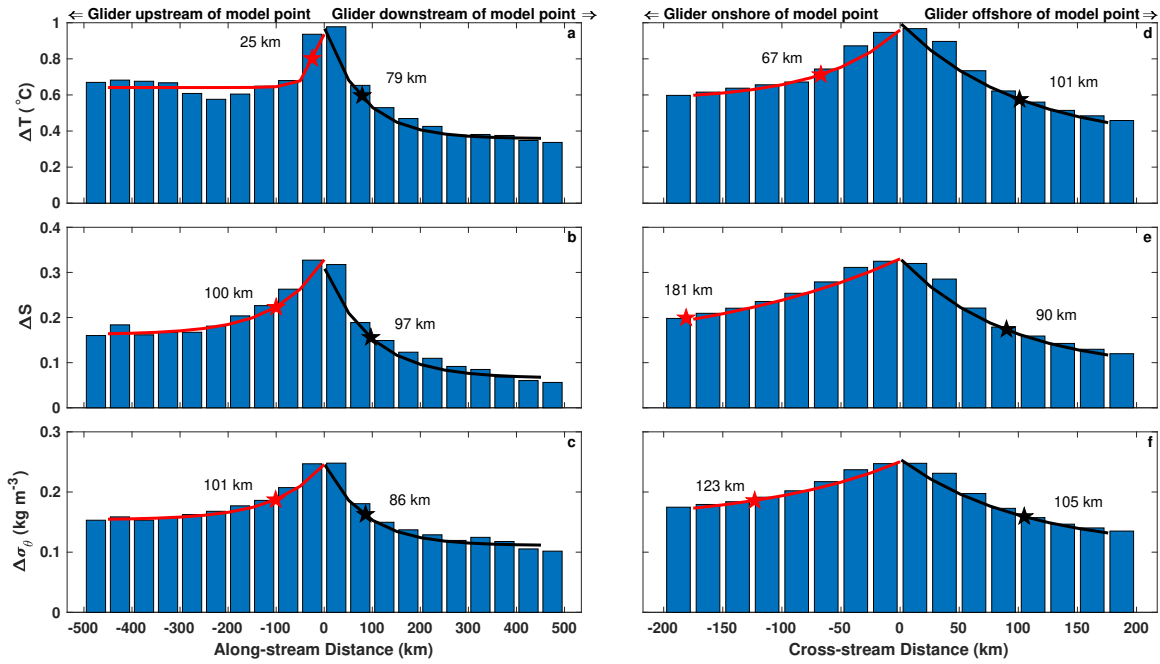 ⇐ Glider upstream of model point Glider downstream of model point ⇒
a
25 km
79 km
ΔT (°C)
1
0.8
0.6
0.4
0.2
0
b
100 km
97 km
ΔS
0.4
0.3
0.2
0.1
0
c
101 km
86 km
Δσθ (kg m-3)
0.3
0.2
0.1
0
-500 -400 -300 -200 -100 0 100 200 300 400 500
Along-stream Distance (km)
⇐ Glider onshore of model point Glider offshore of model point ⇒
d
67 km
101 km
e
181 km
90 km
f
123 km
105 km
-200 -150 -100 -50 0 50 100 150 200
Cross-stream Distance (km)